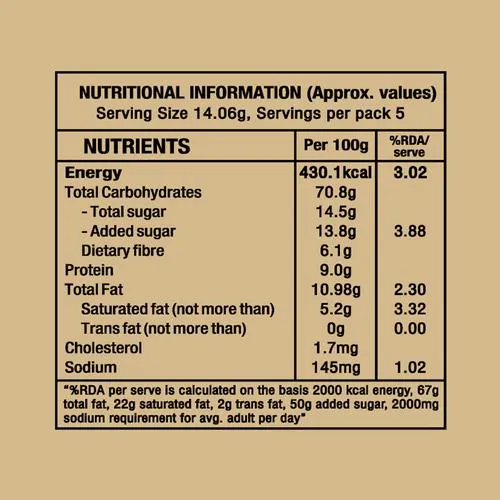 NUTRITIONAL INFORMATION (Approx. values)
Serving Size 14.06g, Servings per pack 5
NUTRIENTS Per 100g %RDA/ serve
Energy 430.1kcal 3.02
Total Carbohydrates 70.8g
- Total sugar 14.5g
- Added sugar 13.8g 3.88
Dietary fibre 6.1g
Protein 9.0g
Total Fat 10.98g 2.30
Saturated fat (not more than) 5.2g 3.32
Trans fat (not more than) 0g 0.00
Cholesterol 1.7mg
Sodium 145mg 1.02
"%RDA per serve is calculated on the basis 2000 kcal energy, 67g
total fat, 22g saturated fat, 2g trans fat, 50g added sugar, 2000mg
sodium requirement for avg. adult per day"